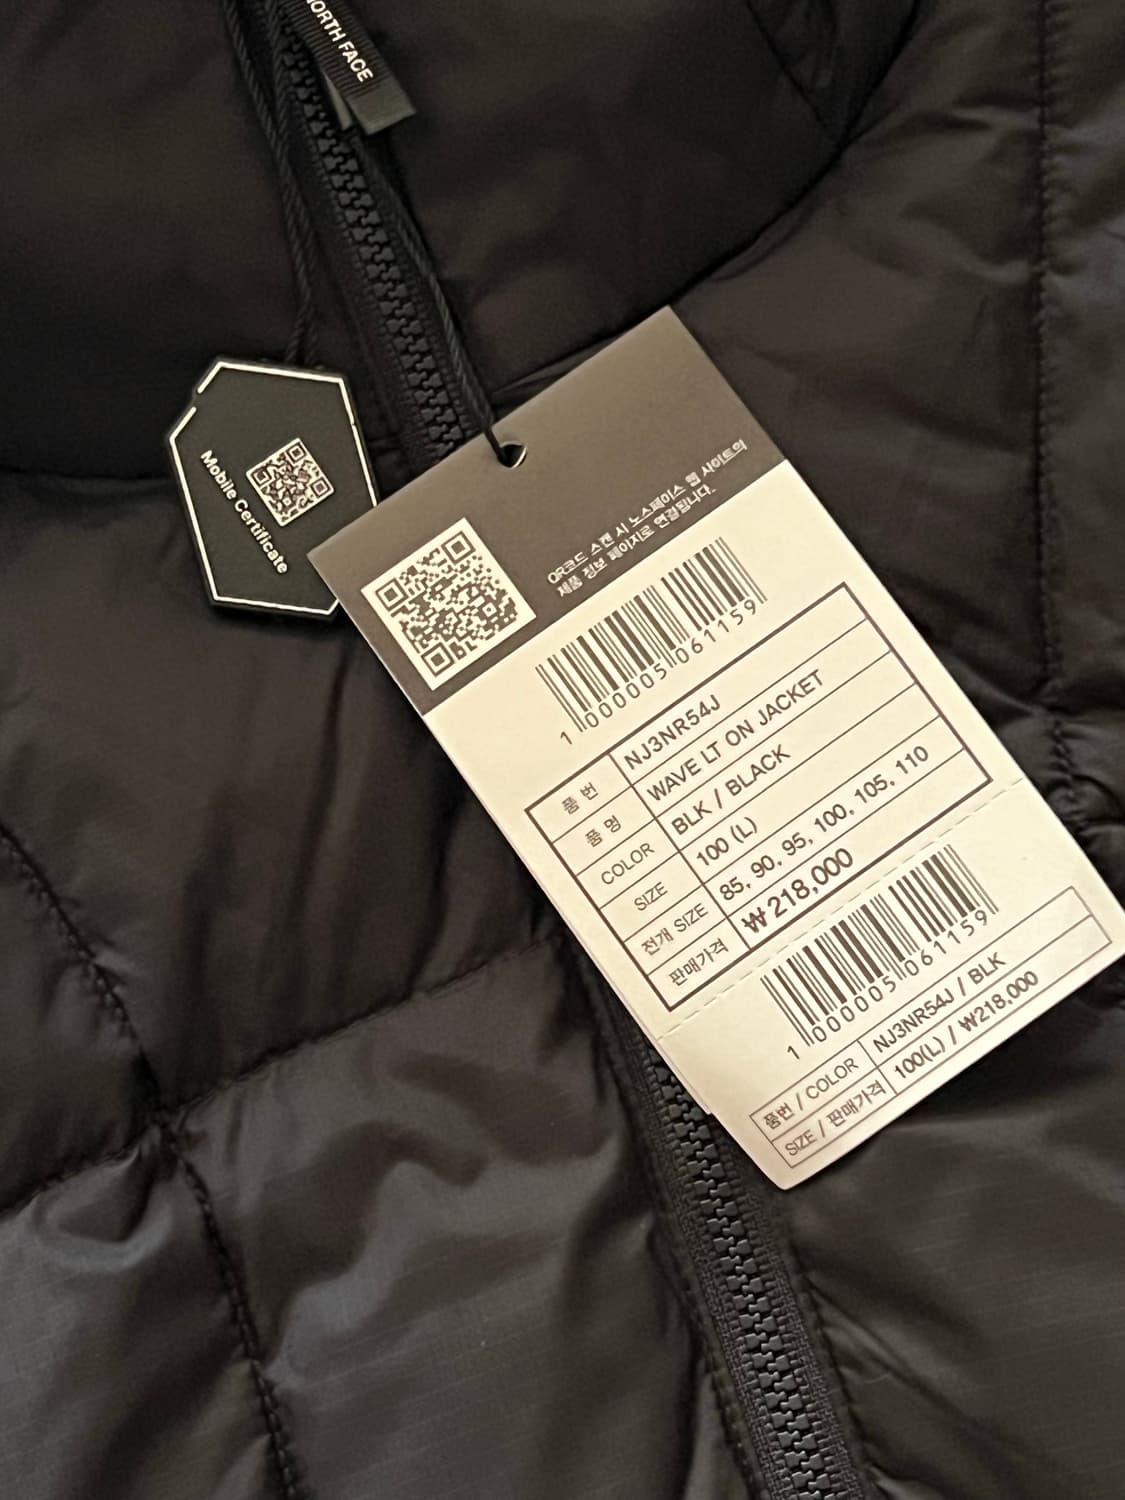 NORTH FACE
Mobile Certificate
QR코드 스캔 시 노스페이스 웹 사이트의
제품 정보 페이지로 연결됩니다.
1 000005 061159
품 번 NJ3NR54J
품 명 WAVE LT ON JACKET
COLOR BLK / BLACK
SIZE 100 (L)
전개 SIZE 85, 90, 95, 100, 105, 110
판매가격 ₩ 218,000
1 000005 061159
품번 / COLOR NJ3NR54J / BLK
SIZE / 판매가격 100(L) / ₩218,000